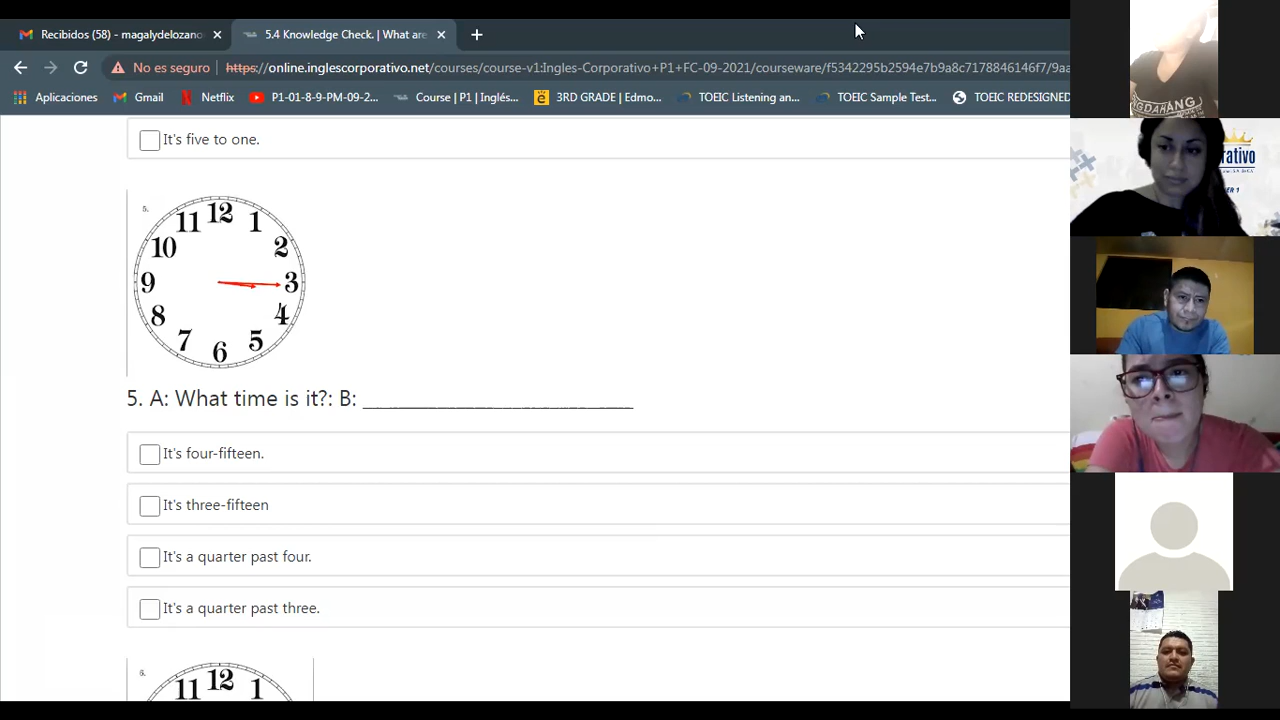 Recibidos (58) - magalydelozano
5.4 Knowledge Check. | What are
No es seguro
https://online.inglescorporativo.net/courses/course-v1:Ingles-Corporativo+P1+FC-09-2021/courseware/f5342295b2594e7b9a8c7178846146f7/9aa
Aplicaciones
Gmail
Netflix
P1-01-8-9-PM-09-2...
Course | P1 | Inglés...
3RD GRADE | Edmo...
TOEIC Listening an...
TOEIC Sample Test...
TOEIC REDESIGNED
It's five to one.
5.
12
11
1
10
2
9
3
8
4
7
5
6
5. A: What time is it?: B: ______________________
It's four-fifteen.
It's three-fifteen
It's a quarter past four.
It's a quarter past three.
6.
12
11
1
NGDAHANG
rativo